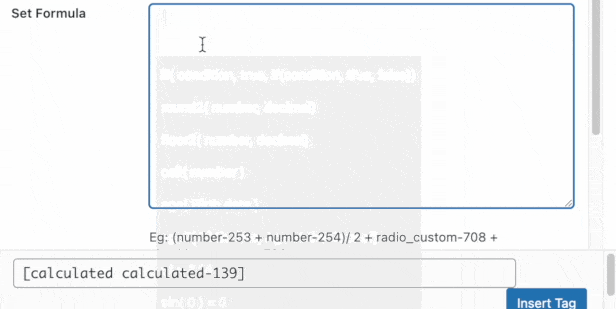 Set Formula
if( condition, true, if(condition, true, false))
round2( number, decimal)
floor2( number, decimal)
ceil( number)
Eg: (number-253 + number-254)/ 2 + radio_custom-708 +
[calculated calculated-139]
sin( 0 ) = 0
Insert Tag